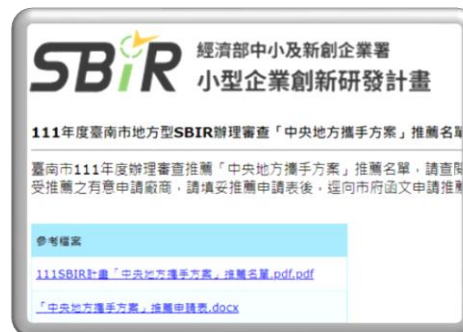 SBiR
經濟部中小及新創企業署
小型企業創新研發計畫
111年度臺南市地方型SBIR辦理審查「中央地方攜手方案」推薦名單
臺南市111年度辦理審查推薦「中央地方攜手方案」推薦名單，請查閱
受推薦之有意申請廠商，請填妥推薦申請表後，逕向市府函文申請推薦
參考檔案
111SBIR計畫「中央地方攜手方案」推薦名單.pdf.pdf
「中央地方攜手方案」推薦申請表.docx